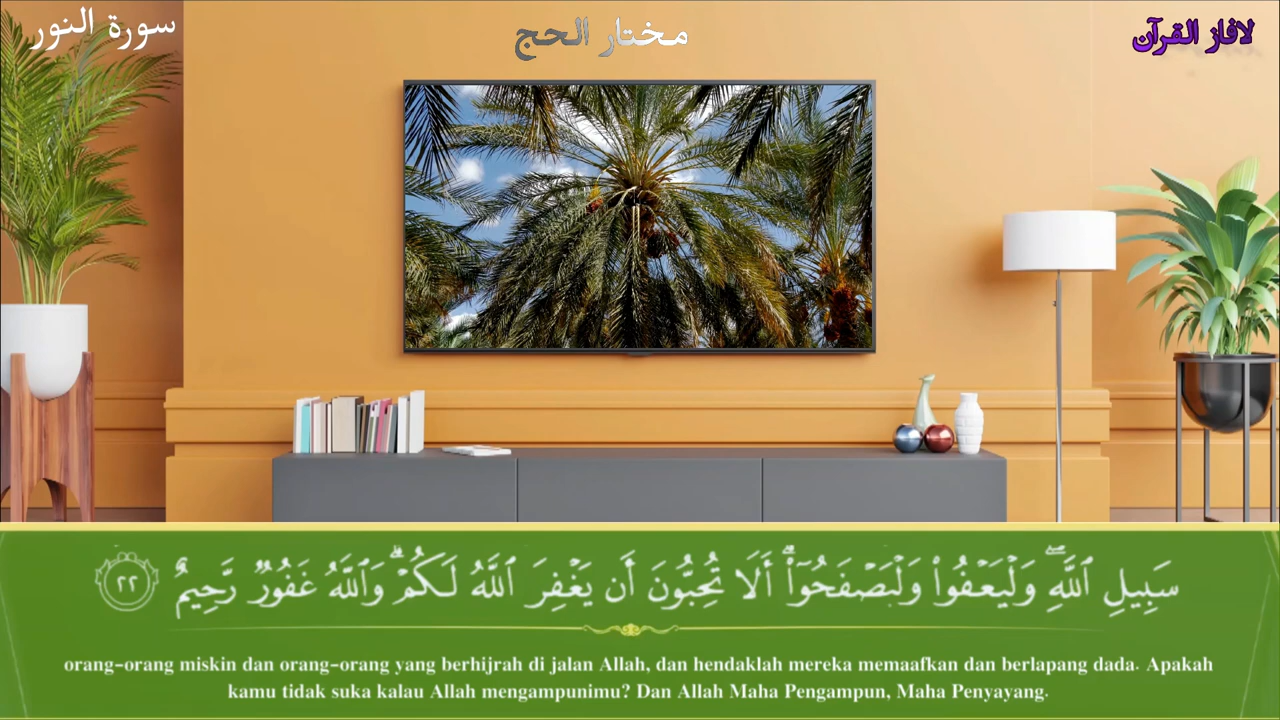 سورة النور
مختار الحج
لافاز القرآن
سَبِيلِ ٱللَّهِۖ وَلْيَعْفُوا۟ وَلْيَصْفَحُوٓا۟ۗ أَلَا تُحِبُّونَ أَن يَغْفِرَ ٱللَّهُ لَكُمْۗ وَٱللَّهُ غَفُورٌ رَّحِيمٌ ٢٢
orang-orang miskin dan orang-orang yang berhijrah di jalan Allah, dan hendaklah mereka memaafkan dan berlapang dada. Apakah
kamu tidak suka kalau Allah mengampunimu? Dan Allah Maha Pengampun, Maha Penyayang.